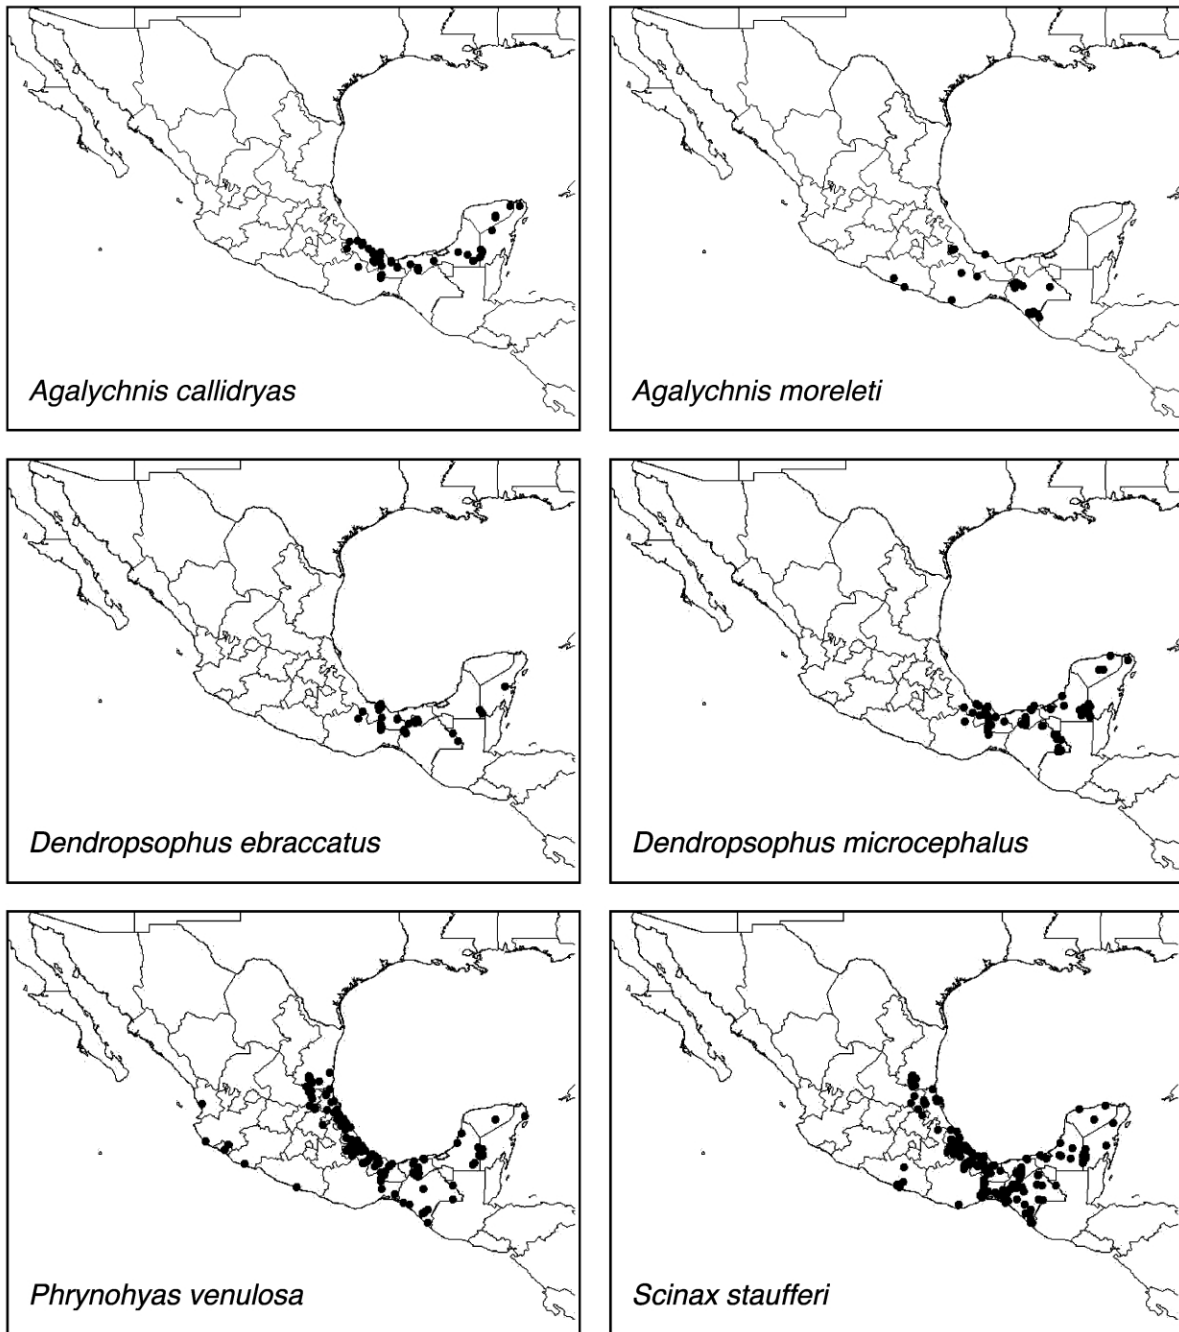 Agalychnis callidryas
Agalychnis moreleti
Dendropsophus ebraccatus
Dendropsophus microcephalus
Phrynohyas venulosa
Scinax staufferi